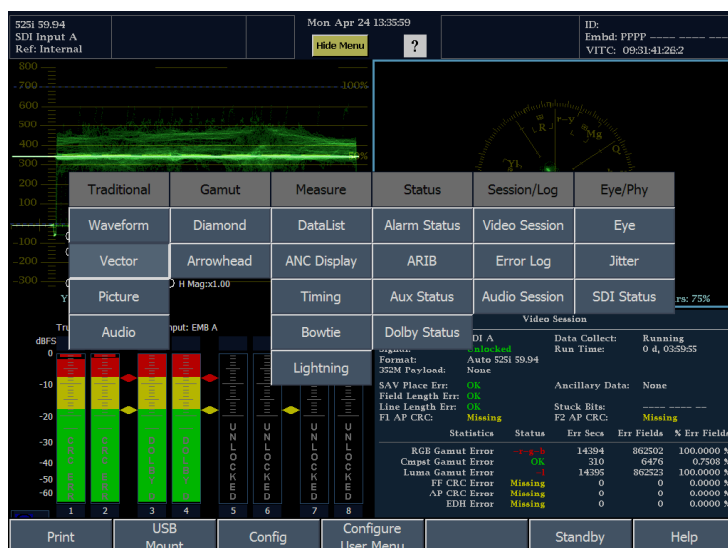 525i 59.94
SDI Input A
Ref: Internal
Mon Apr 24 13:35:59
Hide Menu
?
ID:
Embd: PPPP ---- ---- ----
VITC: 09:31:41:26:2
800
700
600
500
400
300
200
100
-100
-200
-300
100%
R
r-y
Mg
Yl
Traditional Gamut Measure Status Session/Log Eye/Phy
Waveform Diamond DataList Alarm Status Video Session Eye
Vector Arrowhead ANC Display ARIB Error Log Jitter
Picture Timing Aux Status Audio Session SDI Status
Audio Bowtie Dolby Status
Lightning
H Mag:x1.00
rs: 75%
put: EMB A
dBFS
0
-10
-20
-30
-40
-50
-60
UNLOCKED
UNLOCKED
UNLOCKED
UNLOCKED
1 2 3 4 5 6 7 8
Video Session
DI A Data Collect: Running
Unlocked Run Time: 0 d, 03:59:55
Format: Auto 525i 59.94
352M Payload: None
SAV Place Err: OK Ancillary Data: None
Field Length Err: OK
Line Length Err: OK Stuck Bits: ---- ---- ----
F1 AP CRC: Missing F2 AP CRC: Missing
Statistics Status Err Secs Err Fields % Err Fields
RGB Gamut Error -r-g-b 14394 862502 100.0000 %
Cmpst Gamut Error OK 310 6476 0.7508 %
Luma Gamut Error -l 14395 862523 100.0000 %
FF CRC Error Missing 0 0 0.0000 %
AP CRC Error Missing 0 0 0.0000 %
EDH Error Missing 0 0 0.0000 %
Print
USB
Mount
Config
Configure
User Menu
Standby
Help